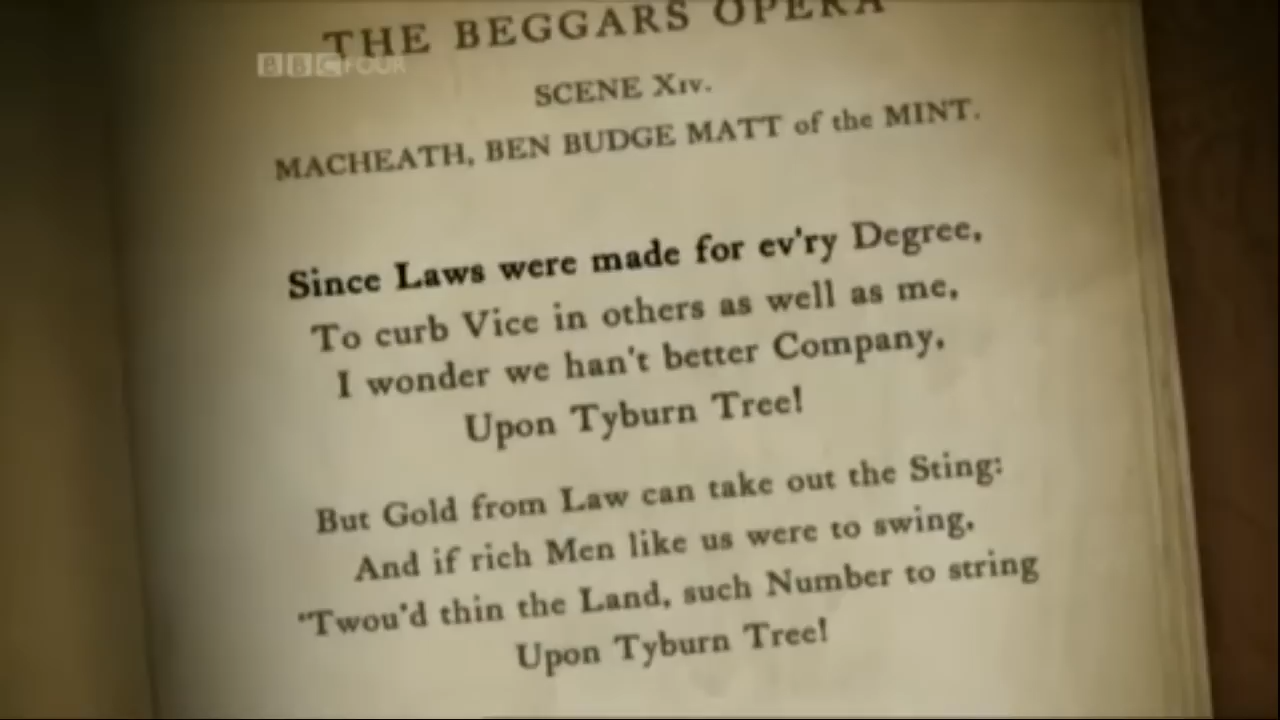 THE BEGGARS OPERA
BBC FOUR
SCENE XIV.
MACHEATH, BEN BUDGE MATT of the MINT.
Since Laws were made for ev'ry Degree,
To curb Vice in others as well as me,
I wonder we han't better Company,
Upon Tyburn Tree!
But Gold from Law can take out the Sting:
And if rich Men like us were to swing,
'Twou'd thin the Land, such Number to string
Upon Tyburn Tree!